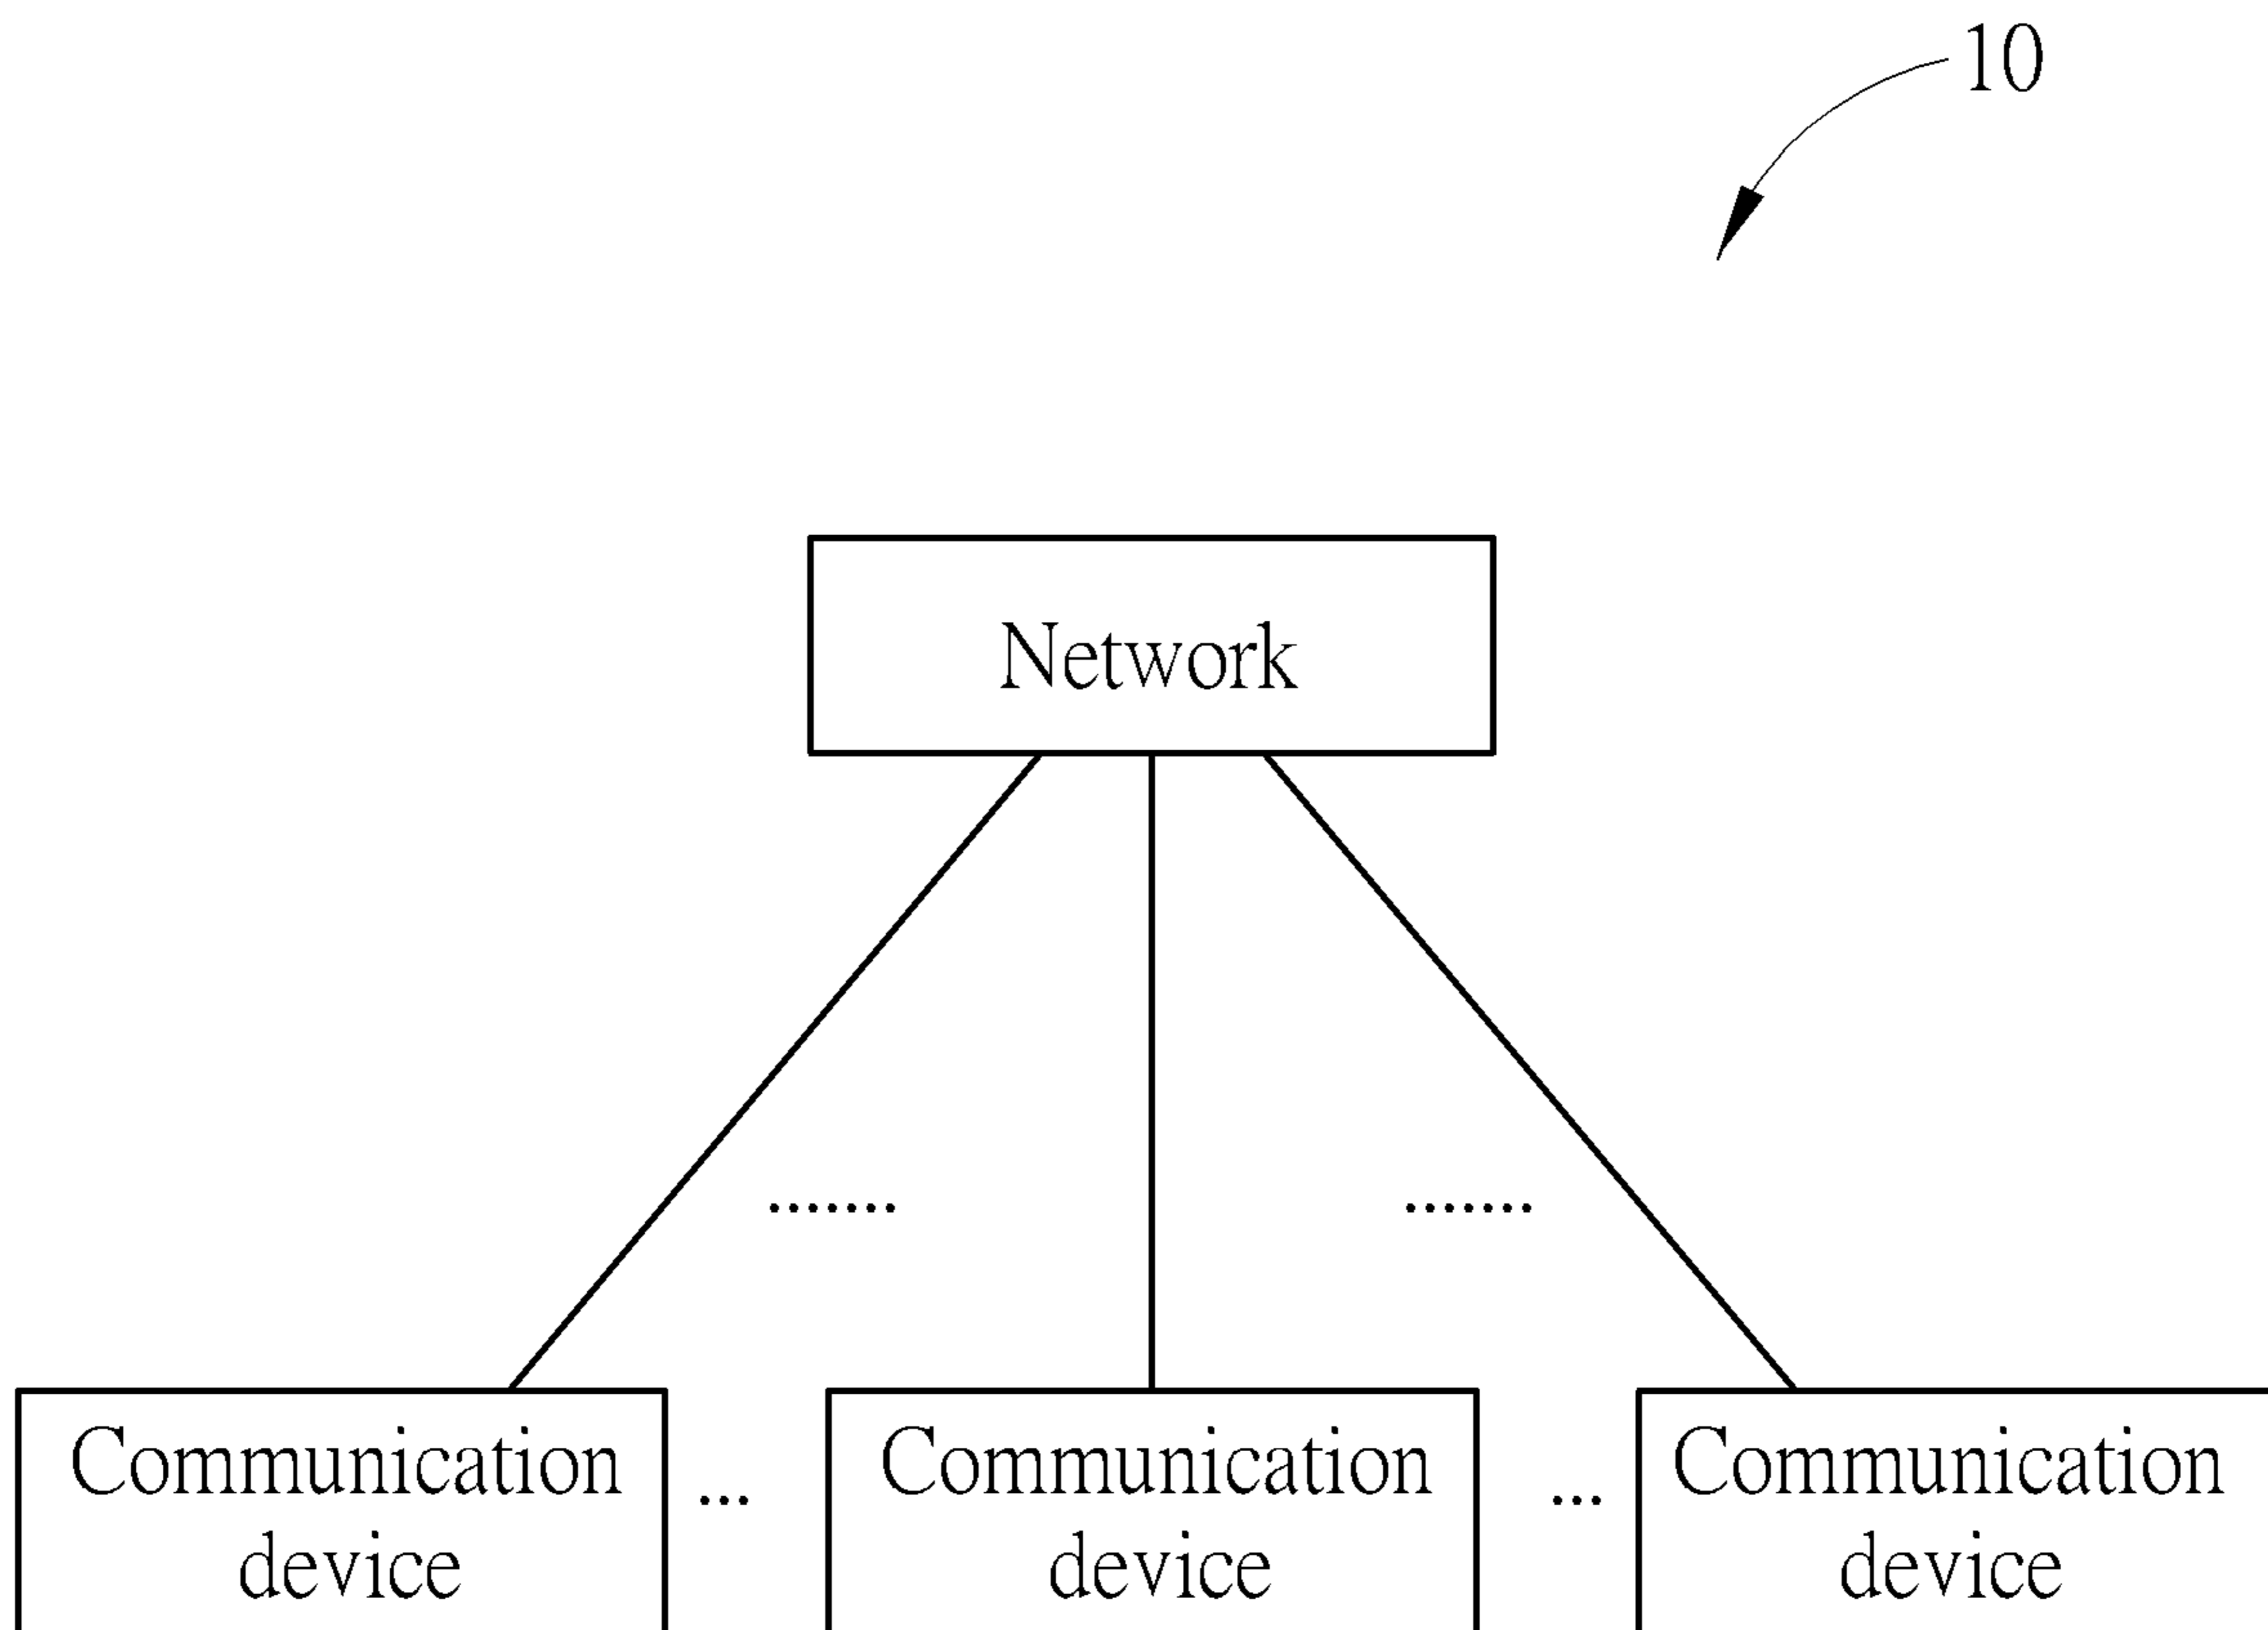 10
Network
.......
.......
Communication
device
...
Communication
device
...
Communication
device